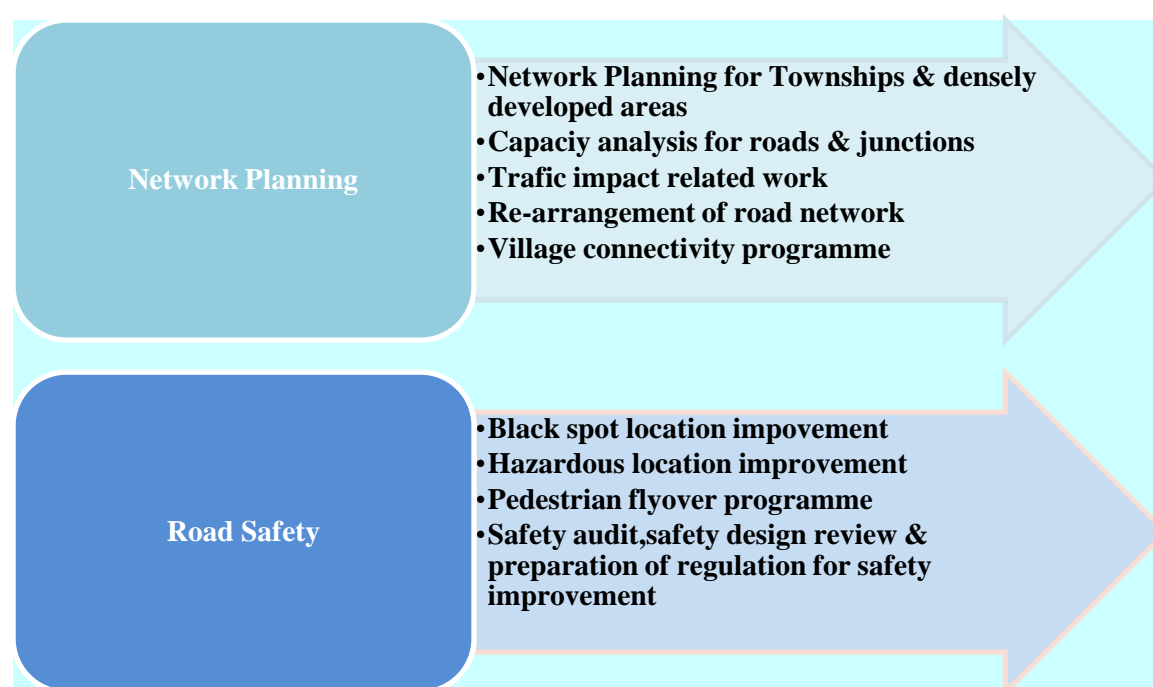 Network Planning
•Network Planning for Townships & densely
developed areas
•Capaciy analysis for roads & junctions
•Trafic impact related work
•Re-arrangement of road network
•Village connectivity programme
Road Safety
•Black spot location impovement
•Hazardous location improvement
•Pedestrian flyover programme
•Safety audit,safety design review &
preparation of regulation for safety
improvement